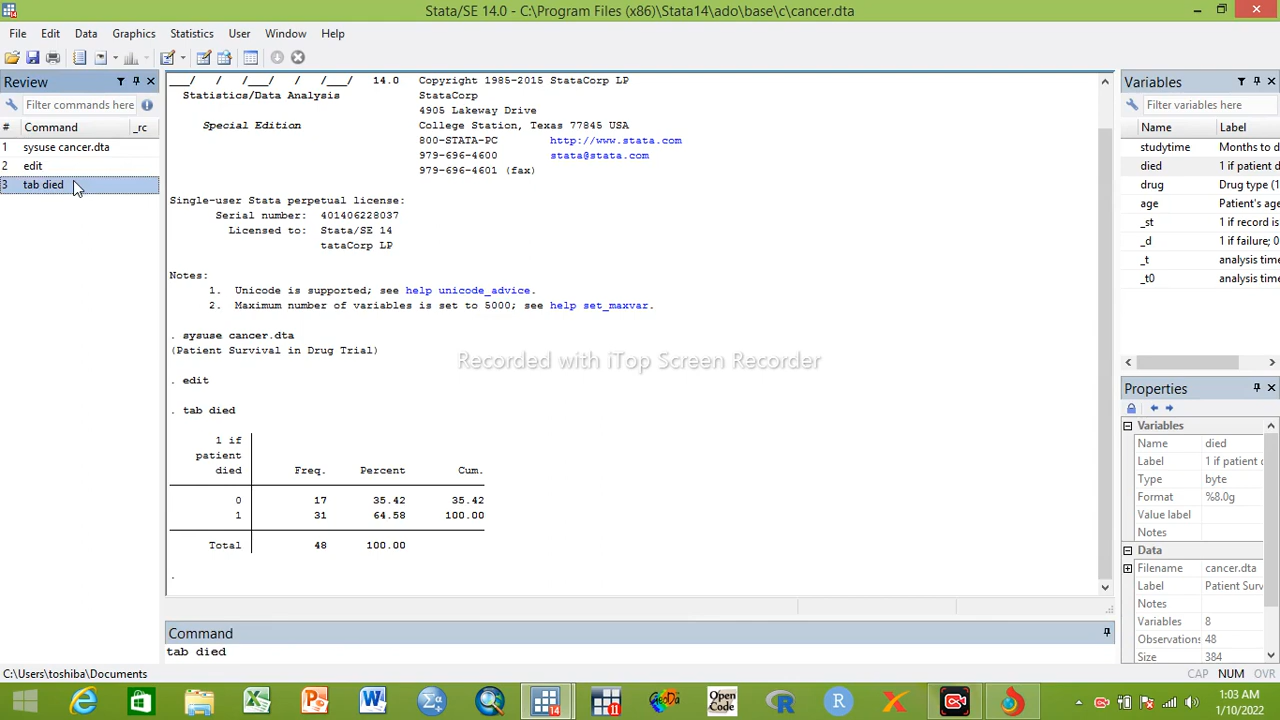 Stata/SE 14.0 - C:\Program Files (x86)\Stata14\ado\base\c\cancer.dta
File Edit Data Graphics Statistics User Window Help
Review
Filter commands here
# Command _rc
1 sysuse cancer.dta
2 edit
3 tab died
___/ / /___/ / /___/ 14.0 Copyright 1985-2015 StataCorp LP
Statistics/Data Analysis StataCorp
4905 Lakeway Drive
Special Edition College Station, Texas 77845 USA
800-STATA-PC http://www.stata.com
979-696-4600 stata@stata.com
979-696-4601 (fax)
Single-user Stata perpetual license:
Serial number: 401406228037
Licensed to: Stata/SE 14
tataCorp LP
Notes:
1. Unicode is supported; see help unicode_advice.
2. Maximum number of variables is set to 5000; see help set_maxvar.
. sysuse cancer.dta
(Patient Survival in Drug Trial)
Recorded with iTop Screen Recorder
. edit
. tab died
1 if
patient
died Freq. Percent Cum.
0 17 35.42 35.42
1 31 64.58 100.00
Total 48 100.00
.
Command
tab died
Variables
Filter variables here
Name Label
studytime Months to d
died 1 if patient d
drug Drug type (1
age Patient's age
_st 1 if record is
_d 1 if failure; 0
_t analysis time
_t0 analysis time
Properties
Variables
Name died
Label 1 if patient d
Type byte
Format %8.0g
Value label
Notes
Data
Filename cancer.dta
Label Patient Surv
Notes
Variables 8
Observations 48
Size 384
C:\Users\toshiba\Documents
CAP NUM OVR
14
11
Open
Code
R
R
1:03 AM
1/10/2022